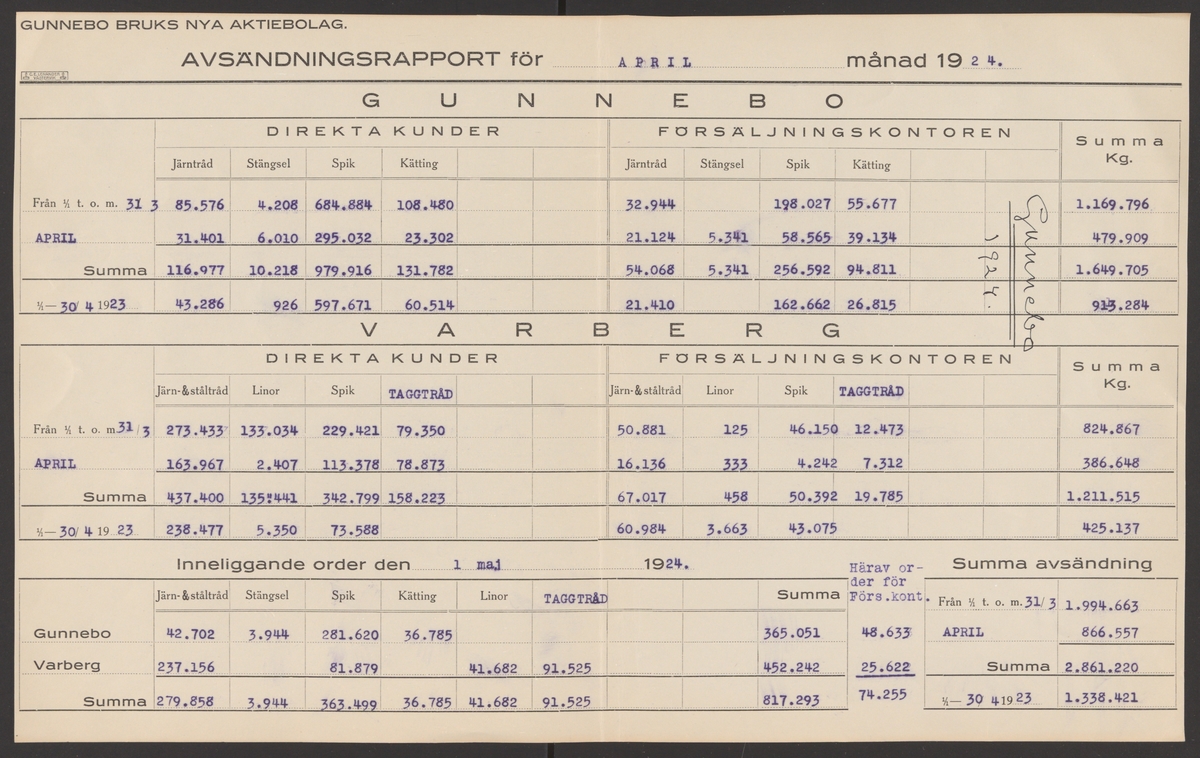 GUNNEBO BRUKS NYA AKTIEBOLAG.
AVSÄNDNINGSRAPPORT för APRIL månad 1924.
GUNNEBO
DIREKTA KUNDER FÖRSÄLJNINGSKONTOREN Summa Kg.
Järntråd Stängsel Spik Kätting Järntråd Stängsel Spik Kätting
Från 1/1 t. o. m. 31 3 85.576 4.208 684.884 108.480 32.944 198.027 55.677 1.169.796
APRIL 31.401 6.010 295.032 23.302 21.124 5.341 58.565 39.134 479.909
Summa 116.977 10.218 979.916 131.782 54.068 5.341 256.592 94.811 1.649.705
1/1— 30/ 4 1923 43.286 926 597.671 60.514 21.410 162.662 26.815 913.284
Gunnebo
1924.
VARBERG
DIREKTA KUNDER FÖRSÄLJNINGSKONTOREN Summa Kg.
Järn-&ståltråd Linor Spik TAGGTRÅD Järn-&ståltråd Linor Spik TAGGTRÅD
Från 1/1 t. o. m. 31/3 273.433 133.034 229.421 79.350 50.881 125 46.150 12.473 824.867
APRIL 163.967 2.407 113.378 78.873 16.136 333 4.242 7.312 386.648
Summa 437.400 135.441 342.799 158.223 67.017 458 50.392 19.785 1.211.515
1/1— 30/ 4 1923 238.477 5.350 73.588 60.984 3.663 43.075 425.137
Inneliggande order den 1 maj 1924.
Järn-&ståltråd Stängsel Spik Kätting Linor TAGGTRÅD Summa
Gunnebo 42.702 3.944 281.620 36.785 365.051
Varberg 237.156 81.879 41.682 91.525 452.242
Summa 279.858 3.944 363.499 36.785 41.682 91.525 817.293
Härav or-
der för
Förs.kont.
48.633
25.622
74.255
Summa avsändning
Från 1/1 t. o. m. 31/3 1.994.663
APRIL 866.557
Summa 2.861.220
1/1— 30 4 1923 1.338.421